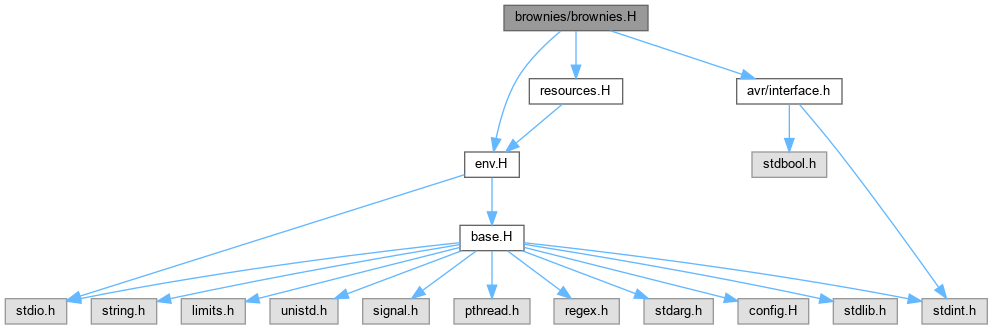 brownies/brownies.H
resources.H
avr/interface.h
env.H
stdbool.h
base.H
stdio.h
string.h
limits.h
unistd.h
signal.h
pthread.h
regex.h
stdarg.h
config.H
stdlib.h
stdint.h